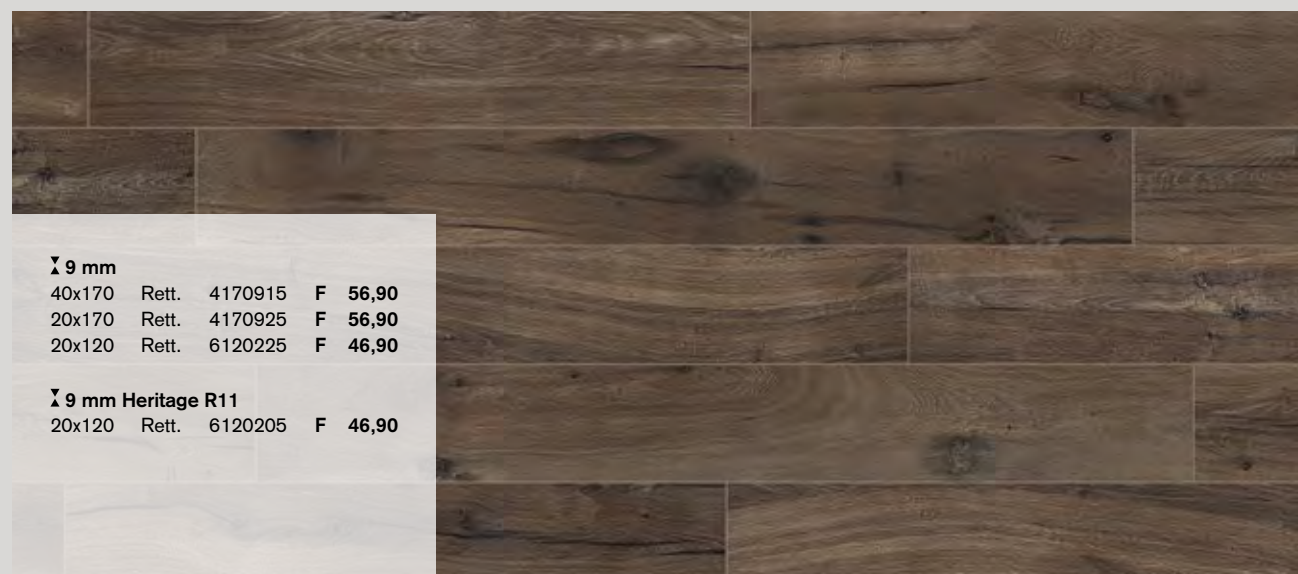 9 mm
40x170 Rett. 4170915 F 56,90
20x170 Rett. 4170925 F 56,90
20x120 Rett. 6120225 F 46,90
9 mm Heritage R11
20x120 Rett. 6120205 F 46,90